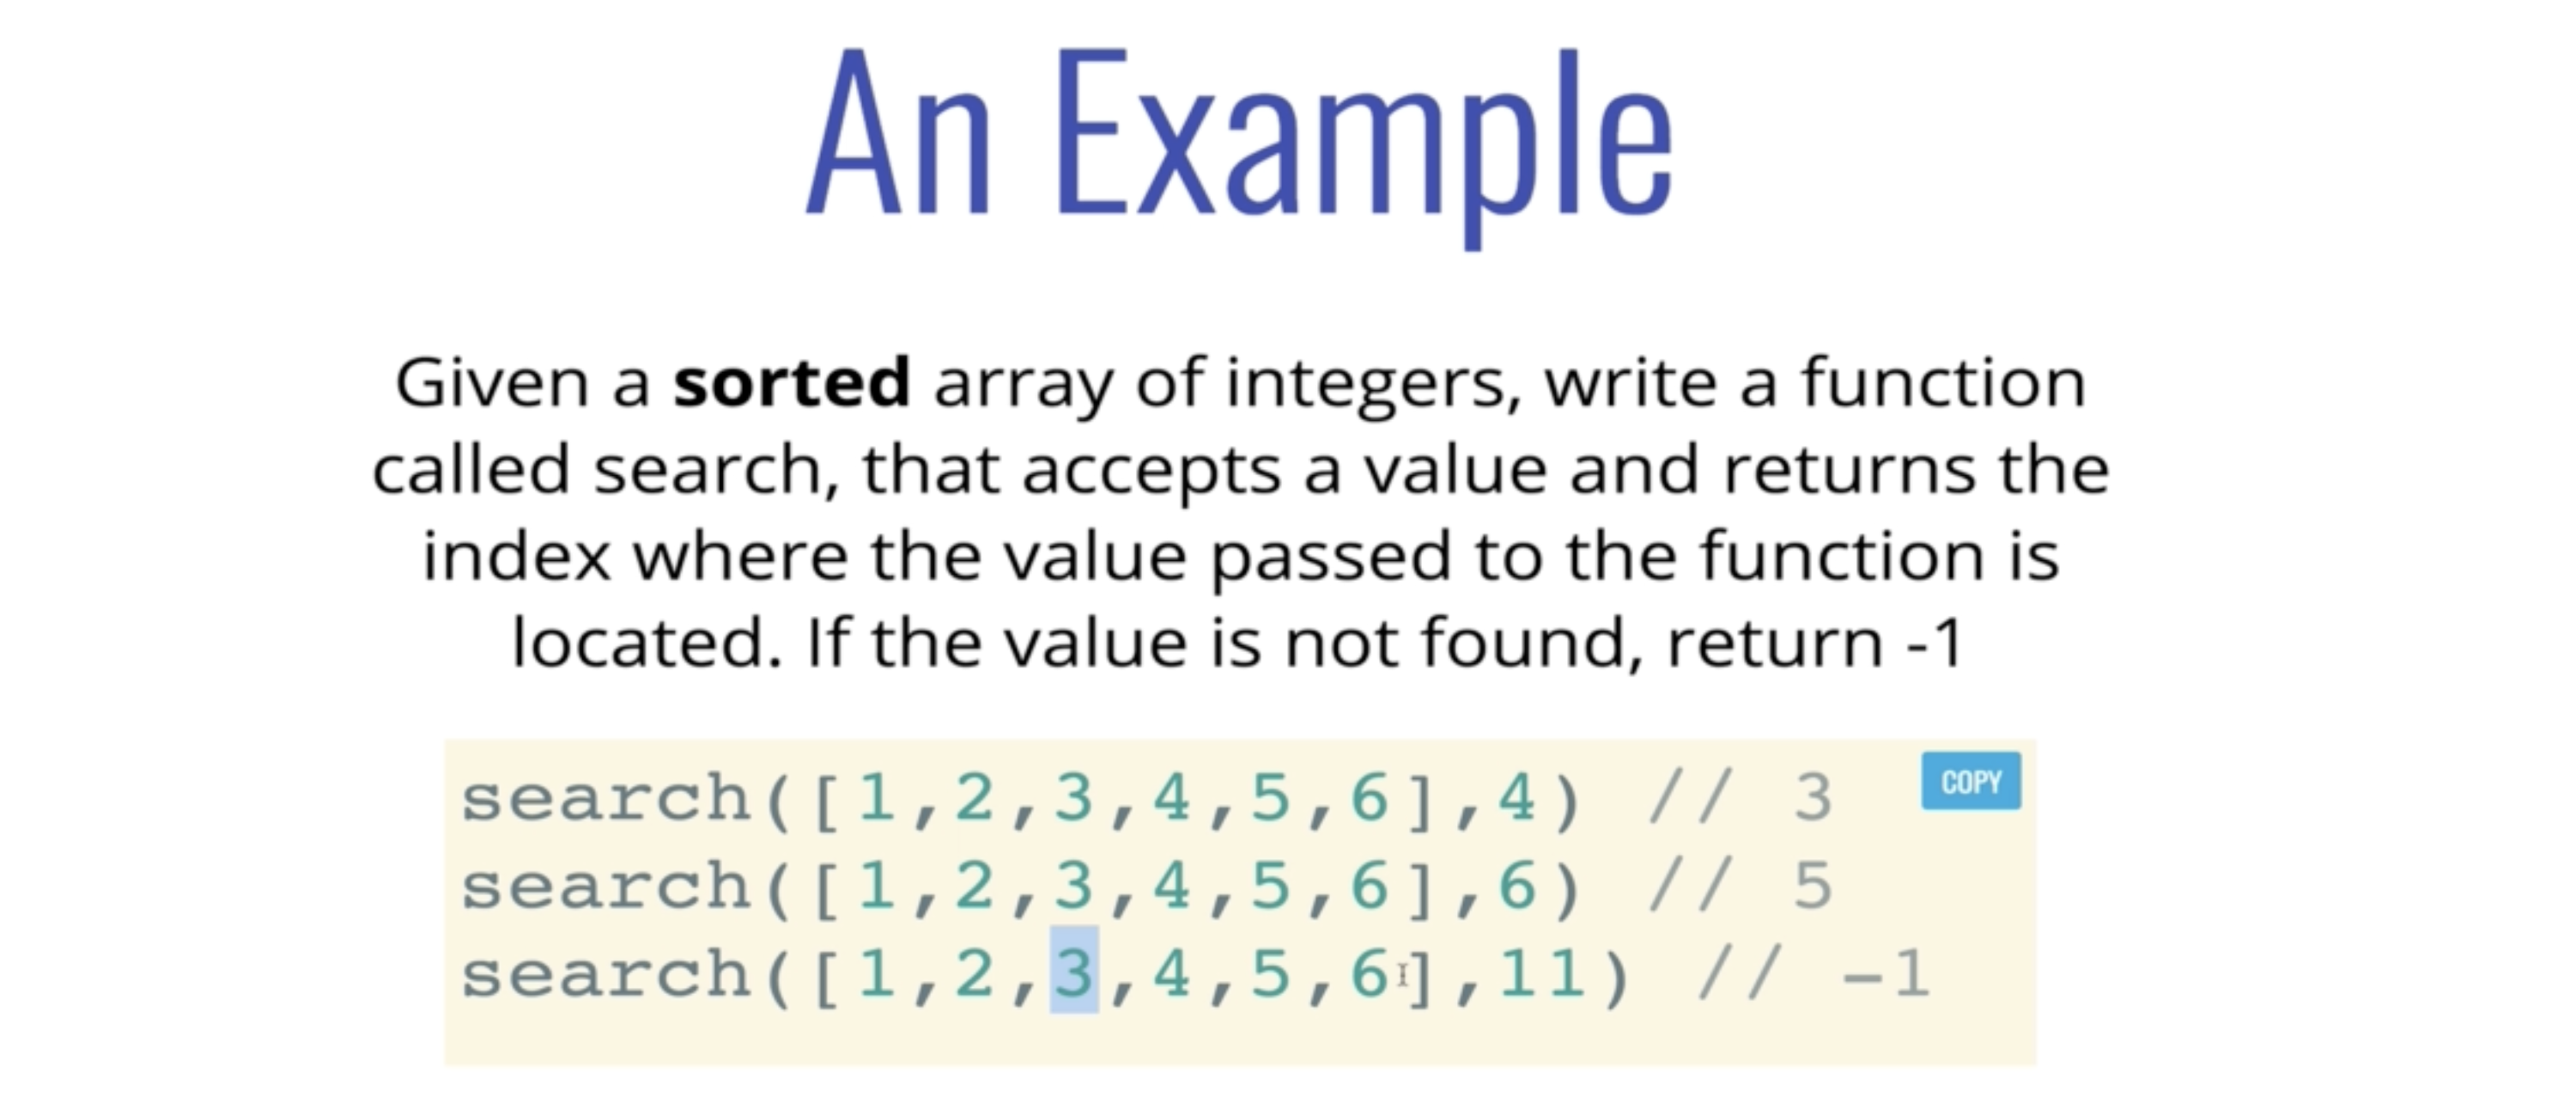 An Example
Given a sorted array of integers, write a function
called search, that accepts a value and returns the
index where the value passed to the function is
located. If the value is not found, return -1
COPY
search([1,2,3,4,5,6],4) // 3
search([1,2,3,4,5,6],6) // 5
search([1,2,3,4,5,6],11) // -1